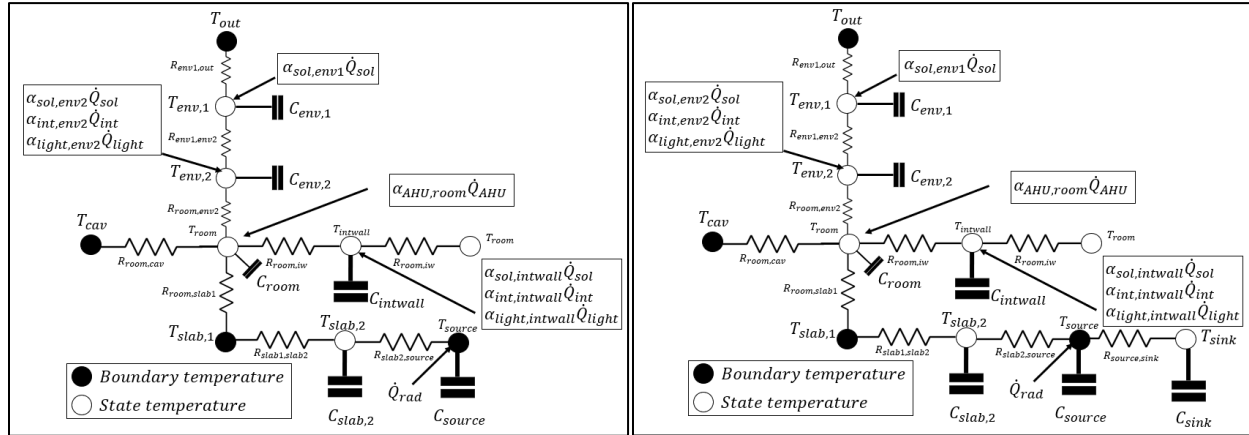 T_out
R_env1,out
α_sol,env1 Q̇_sol
T_env,1
C_env,1
α_sol,env2 Q̇_sol
α_int,env2 Q̇_int
α_light,env2 Q̇_light
R_env1,env2
T_env,2
C_env,2
R_room,env2
α_AHU,room Q̇_AHU
T_cav
T_room
T_intwall
T_room
R_room,cav
R_room,iw
R_room,iw
C_room
C_intwall
R_room,slab1
α_sol,intwall Q̇_sol
α_int,intwall Q̇_int
α_light,intwall Q̇_light
T_slab,1
T_slab,2
T_source
R_slab1,slab2
R_slab2,source
Q̇_rad
C_slab,2
C_source
Boundary temperature
State temperature
T_out
R_env1,out
α_sol,env1 Q̇_sol
T_env,1
C_env,1
α_sol,env2 Q̇_sol
α_int,env2 Q̇_int
α_light,env2 Q̇_light
R_env1,env2
T_env,2
C_env,2
R_room,env2
α_AHU,room Q̇_AHU
T_cav
T_room
T_intwall
T_room
R_room,cav
R_room,iw
R_room,iw
C_room
C_intwall
R_room,slab1
α_sol,intwall Q̇_sol
α_int,intwall Q̇_int
α_light,intwall Q̇_light
T_slab,1
T_slab,2
T_source
T_sink
R_slab1,slab2
R_slab2,source
R_source,sink
Q̇_rad
C_slab,2
C_source
C_sink
Boundary temperature
State temperature